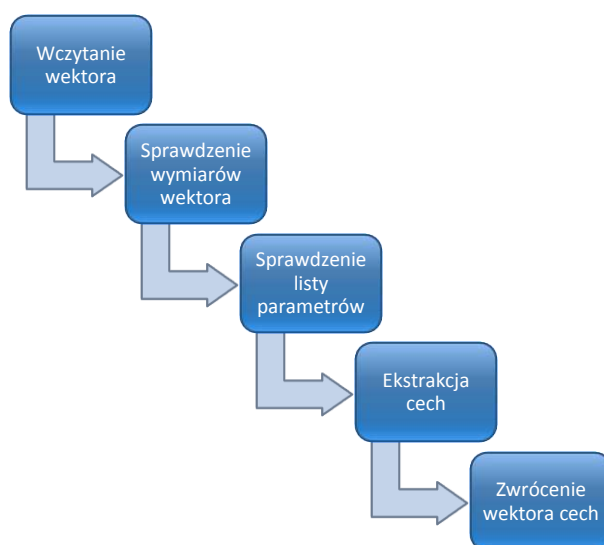 Wczytanie
wektora
Sprawdzenie
wymiarów
wektora
Sprawdzenie
listy
parametrów
Ekstrakcja
cech
Zwrócenie
wektora cech